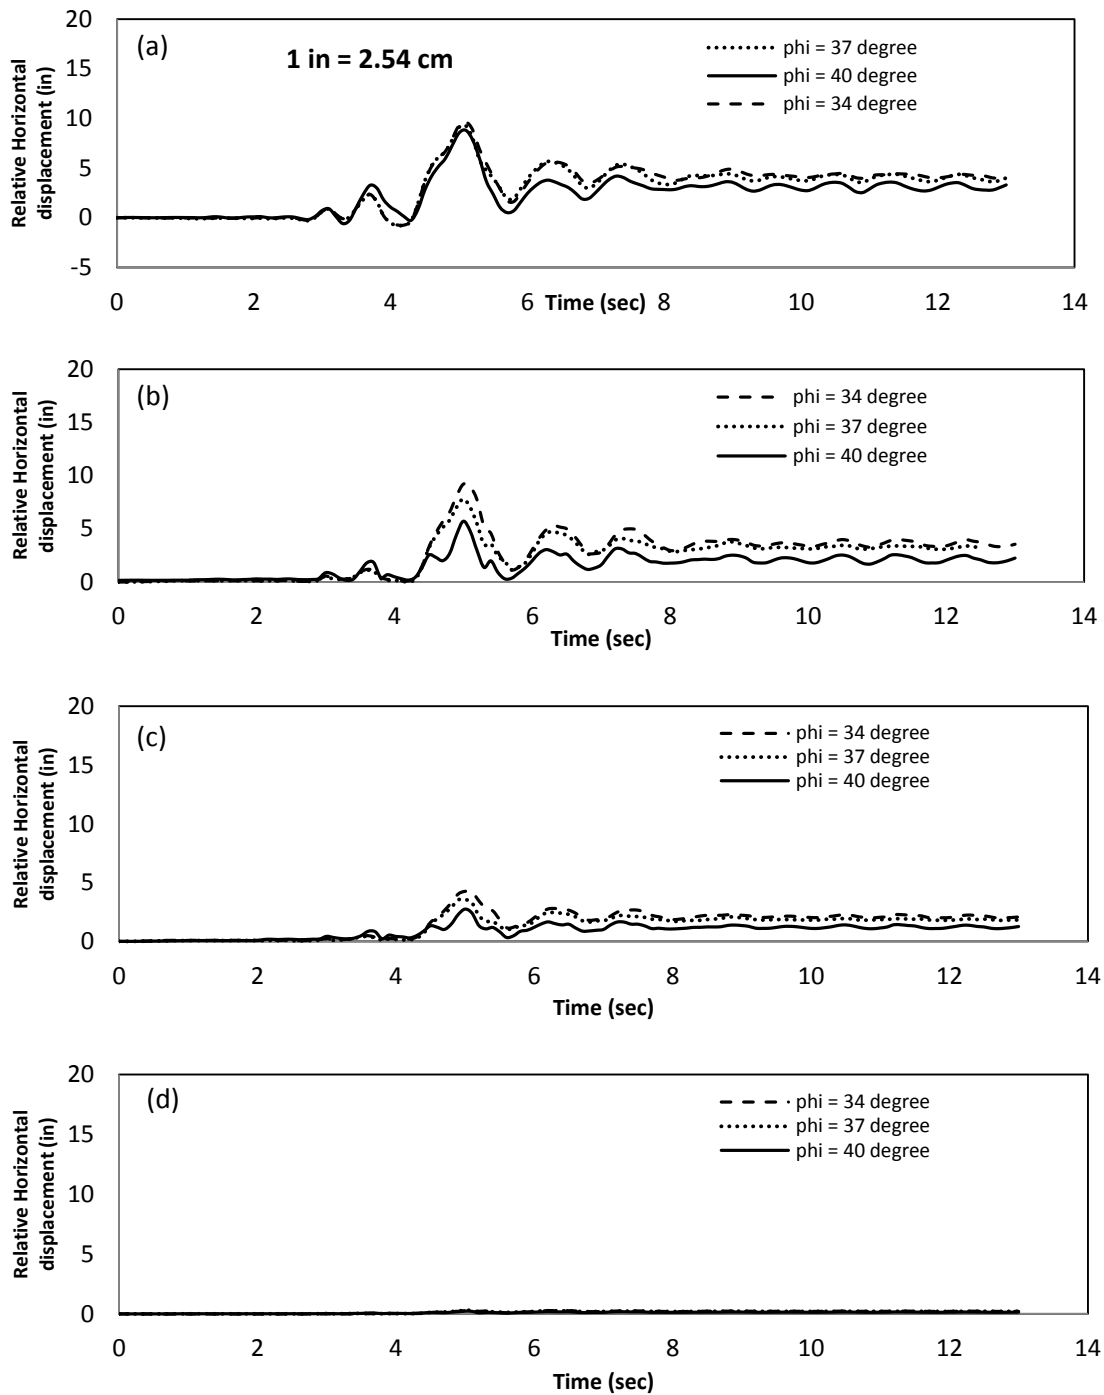 20
(a)
1 in = 2.54 cm
phi = 37 degree
phi = 40 degree
phi = 34 degree
15
10
5
0
-5
Relative Horizontal
displacement (in)
0 2 4 6 8 10 12 14
Time (sec)
20
(b)
phi = 34 degree
phi = 37 degree
phi = 40 degree
15
10
5
0
Relative Horizontal
displacement (in)
0 2 4 6 8 10 12 14
Time (sec)
20
(c)
phi = 34 degree
phi = 37 degree
phi = 40 degree
15
10
5
0
Relative Horizontal
displacement (in)
0 2 4 6 8 10 12 14
Time (sec)
20
(d)
phi = 34 degree
phi = 37 degree
phi = 40 degree
15
10
5
0
Relative Horizontal
displacement (in)
0 2 4 6 8 10 12 14
Time (sec)